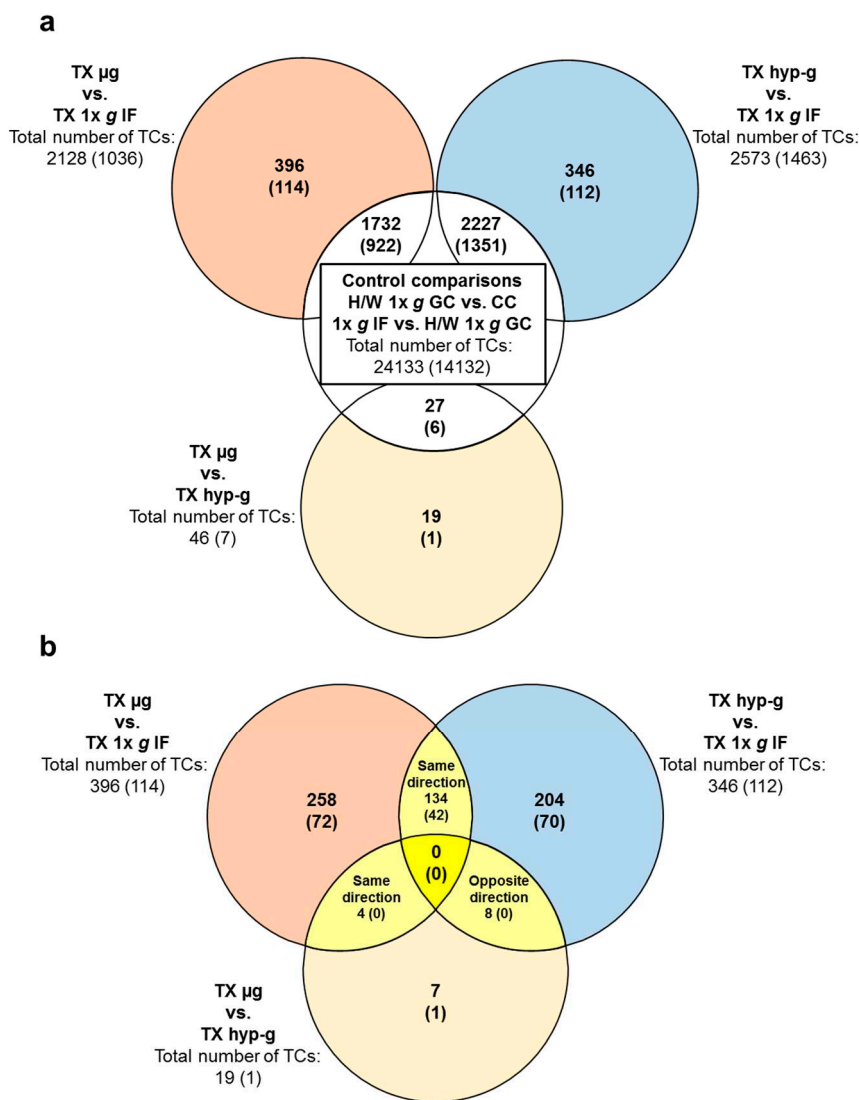 a
TX µg
vs.
TX 1x g IF
Total number of TCs:
2128 (1036)
TX hyp-g
vs.
TX 1x g IF
Total number of TCs:
2573 (1463)
396
(114)
346
(112)
1732
(922)
2227
(1351)
Control comparisons
H/W 1x g GC vs. CC
1x g IF vs. H/W 1x g GC
Total number of TCs:
24133 (14132)
27
(6)
TX µg
vs.
TX hyp-g
Total number of TCs:
46 (7)
19
(1)
b
TX µg
vs.
TX 1x g IF
Total number of TCs:
396 (114)
TX hyp-g
vs.
TX 1x g IF
Total number of TCs:
346 (112)
258
(72)
Same
direction
134
(42)
204
(70)
0
(0)
Same
direction
4 (0)
Opposite
direction
8 (0)
TX µg
vs.
TX hyp-g
Total number of TCs:
19 (1)
7
(1)